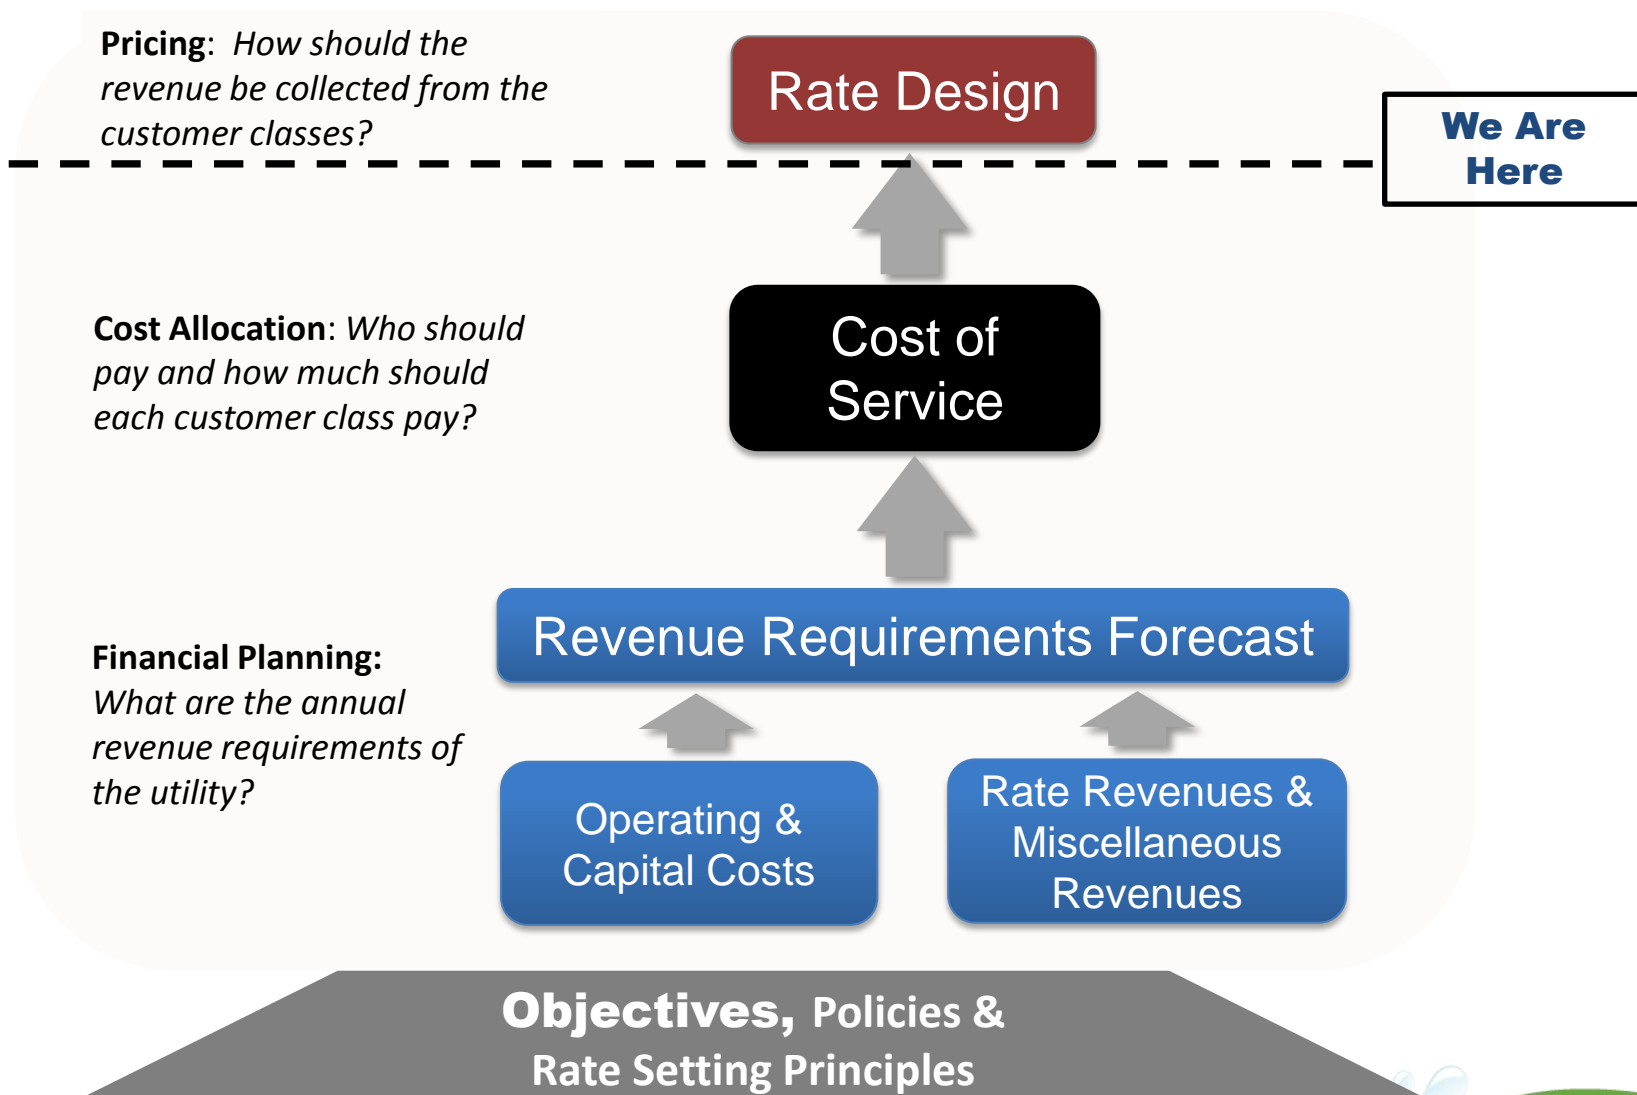 Pricing:  How should the
revenue be collected from the
customer classes?
Rate Design
We Are
Here
Cost Allocation: Who should
pay and how much should
each customer class pay?
Cost of
Service
Financial Planning:
What are the annual
revenue requirements of
the utility?
Revenue Requirements Forecast
Operating &
Capital Costs
Rate Revenues &
Miscellaneous
Revenues
Objectives, Policies &
Rate Setting Principles